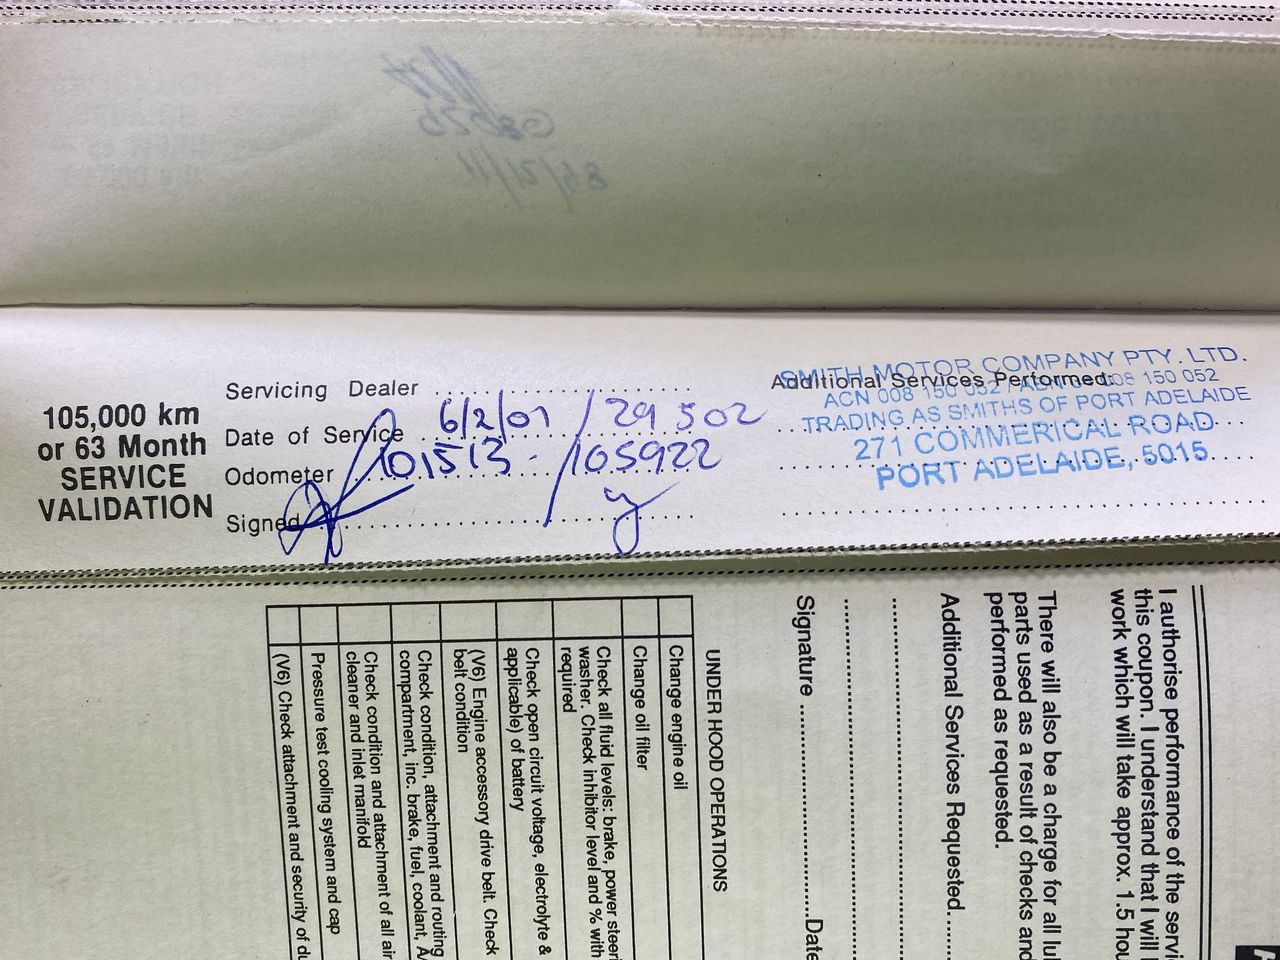 105,000 km
or 63 Month
SERVICE
VALIDATION
Servicing Dealer
Date of Service 6/2/01 / 29 5 02
Odometer 101513 - 105922
Signed
Additional Services Performed:
SMITH MOTOR COMPANY PTY. LTD.
ACN 008 150 052 / 008 150 052
TRADING AS SMITHS OF PORT ADELAIDE
271 COMMERICAL ROAD
PORT ADELAIDE, 5015
I authorise performance of the servi
this coupon. I understand that I will
work which will take approx. 1.5 hou
There will also be a charge for all lu
parts used as a result of checks and
performed as requested.
Additional Services Requested
Signature Date
UNDER HOOD OPERATIONS
Change engine oil
Change oil filter
Check all fluid levels: brake, power steeri
washer. Check inhibitor level and % with
required
Check open circuit voltage, electrolyte &
applicable) of battery
(V6) Engine accessory drive belt. Check
belt condition
Check condition, attachment and routing
compartment, inc. brake, fuel, coolant,
Check condition and attachment of all air
cleaner and inlet manifold
Pressure test cooling system and cap
(V6) Check attachment and security of du